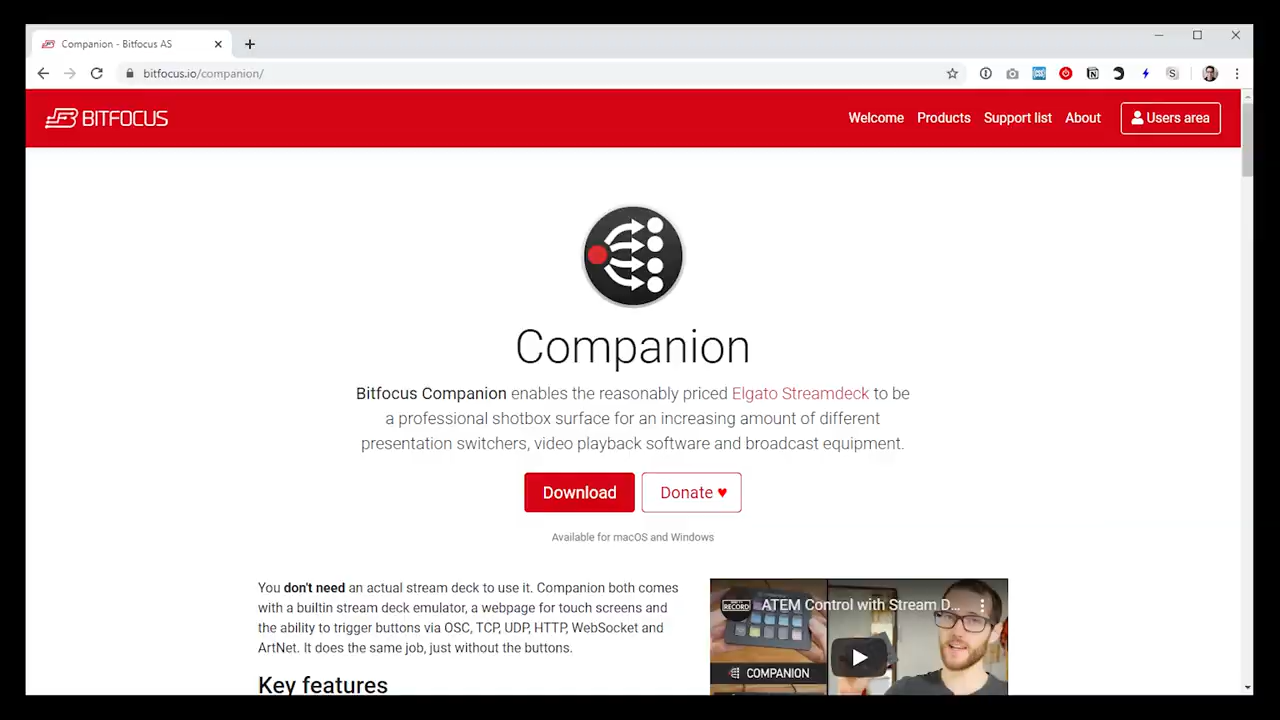 Companion - Bitfocus AS
bitfocus.io/companion/
BITFOCUS
Welcome Products Support list About Users area
Companion
Bitfocus Companion enables the reasonably priced Elgato Streamdeck to be
a professional shotbox surface for an increasing amount of different
presentation switchers, video playback software and broadcast equipment.
Download Donate ♥
Available for macOS and Windows
You don't need an actual stream deck to use it. Companion both comes
with a builtin stream deck emulator, a webpage for touch screens and
the ability to trigger buttons via OSC, TCP, UDP, HTTP, WebSocket and
ArtNet. It does the same job, just without the buttons.
Key features
RECORD
ATEM Control with Stream D...
COMPANION